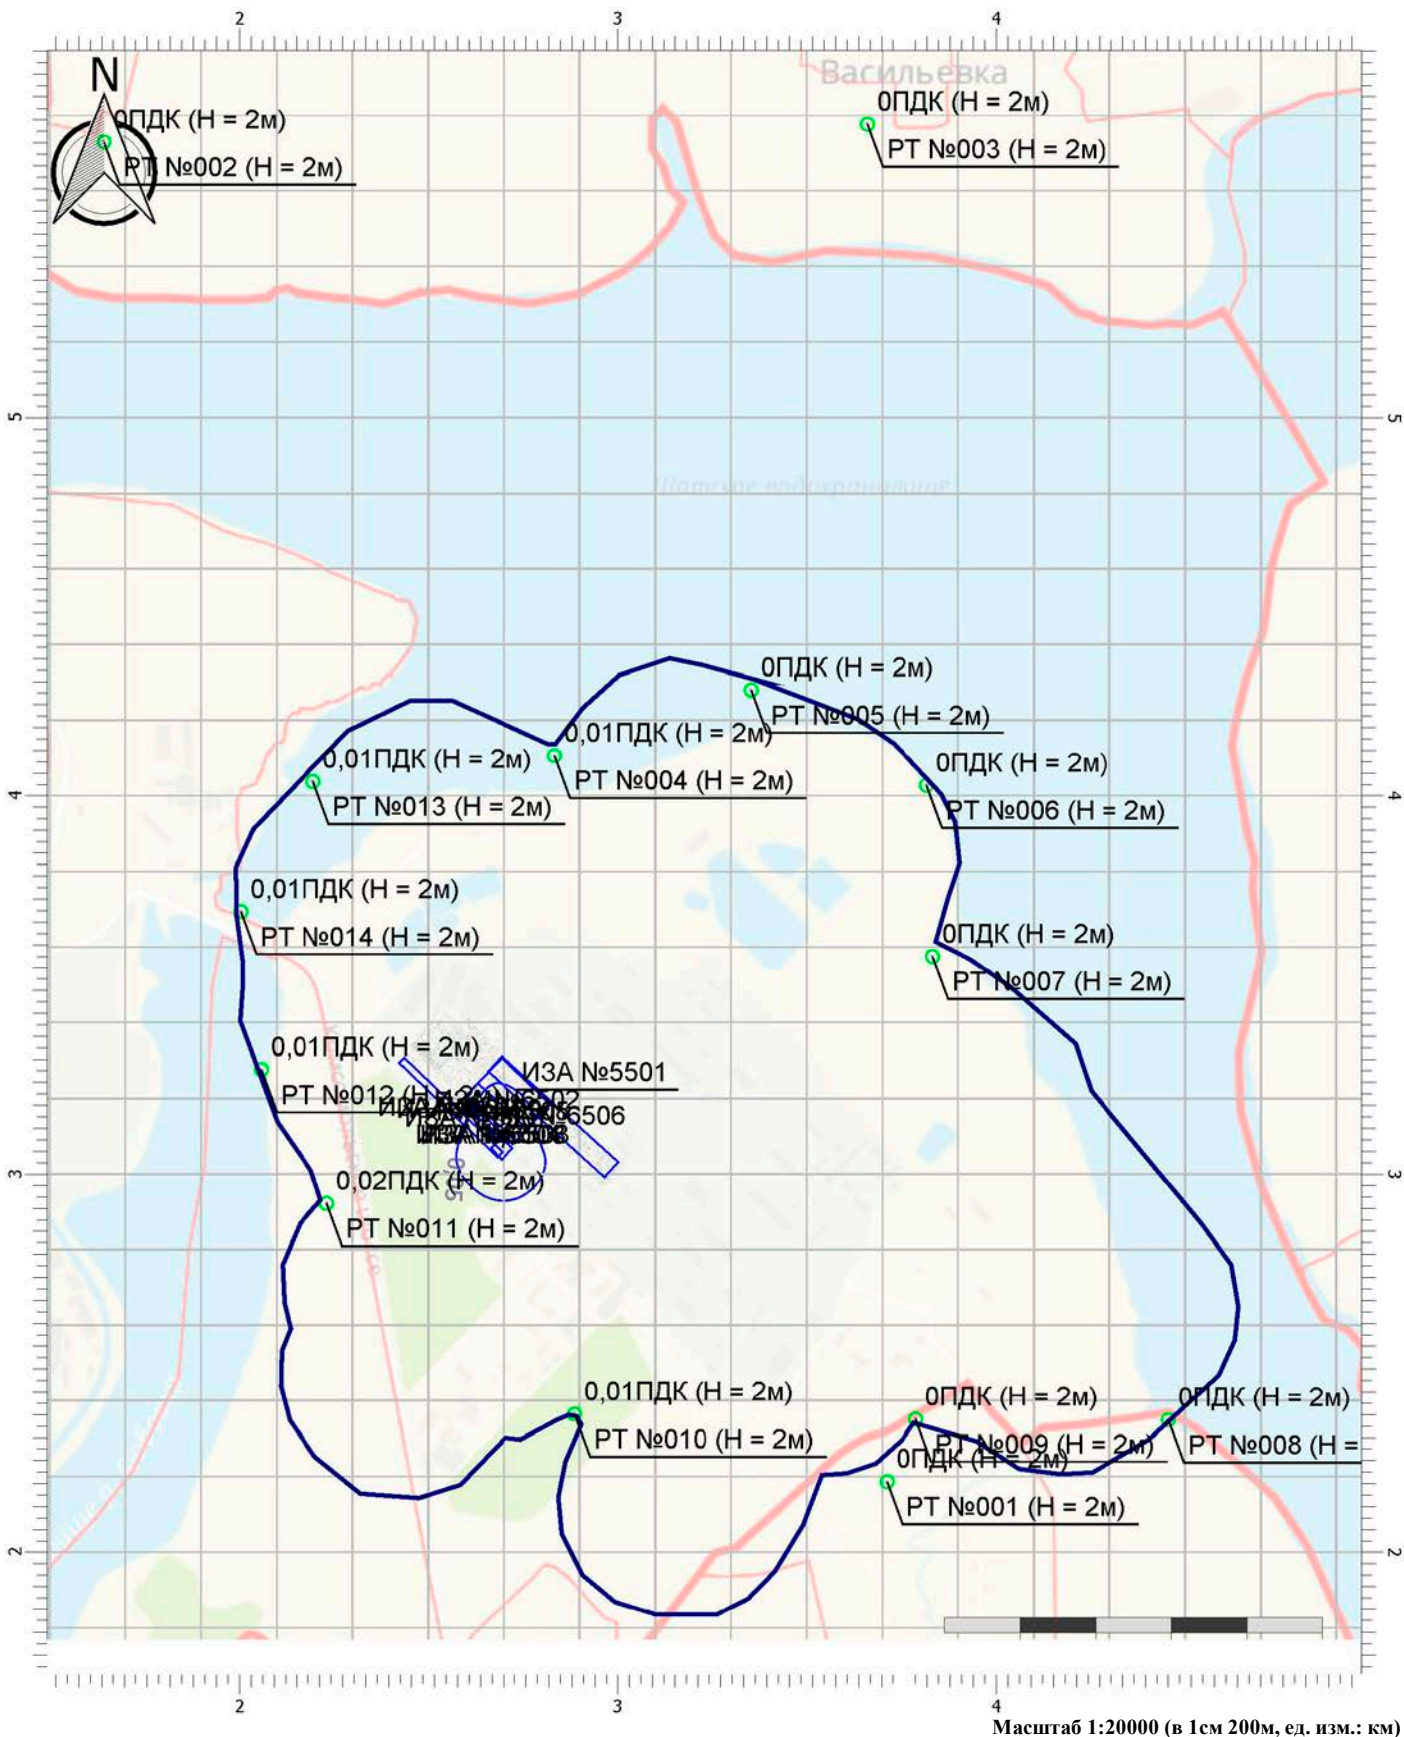 2 3 4
N
Васильевка
0ПДК (Н = 2м)
РТ №002 (Н = 2м)
0ПДК (Н = 2м)
РТ №003 (Н = 2м)
5 5
Шатское водохранилище
0ПДК (Н = 2м)
РТ №005 (Н = 2м)
0,01ПДК (Н = 2м)
РТ №004 (Н = 2м)
0,01ПДК (Н = 2м)
РТ №013 (Н = 2м)
0ПДК (Н = 2м)
РТ №006 (Н = 2м)
4 4
0,01ПДК (Н = 2м)
РТ №014 (Н = 2м)
0ПДК (Н = 2м)
РТ №007 (Н = 2м)
0,01ПДК (Н = 2м)
РТ №012 (Н = 2
ИЗА №5501
0,05
3 3
0,02ПДК (Н = 2м)
РТ №011 (Н = 2м)
0,01ПДК (Н = 2м)
РТ №010 (Н = 2м)
0ПДК (Н = 2м)
РТ №009 (Н = 2м)
0ПДК (Н = 2м)
РТ №008 (Н =
0ПДК (Н = 2м)
РТ №001 (Н = 2м)
2 2
2 3 4
Масштаб 1:20000 (в 1см 200м, ед. изм.: км)